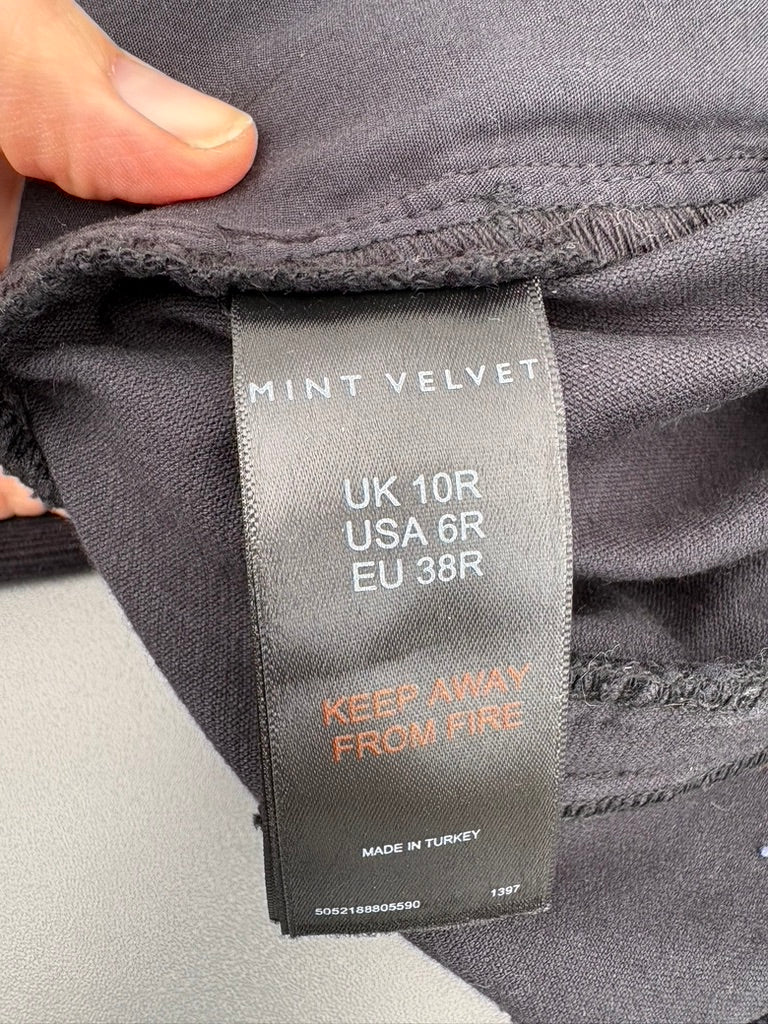 MINT VELVET
UK 10R
USA 6R
EU 38R
KEEP AWAY
FROM FIRE
MADE IN TURKEY
5052188805590 1397